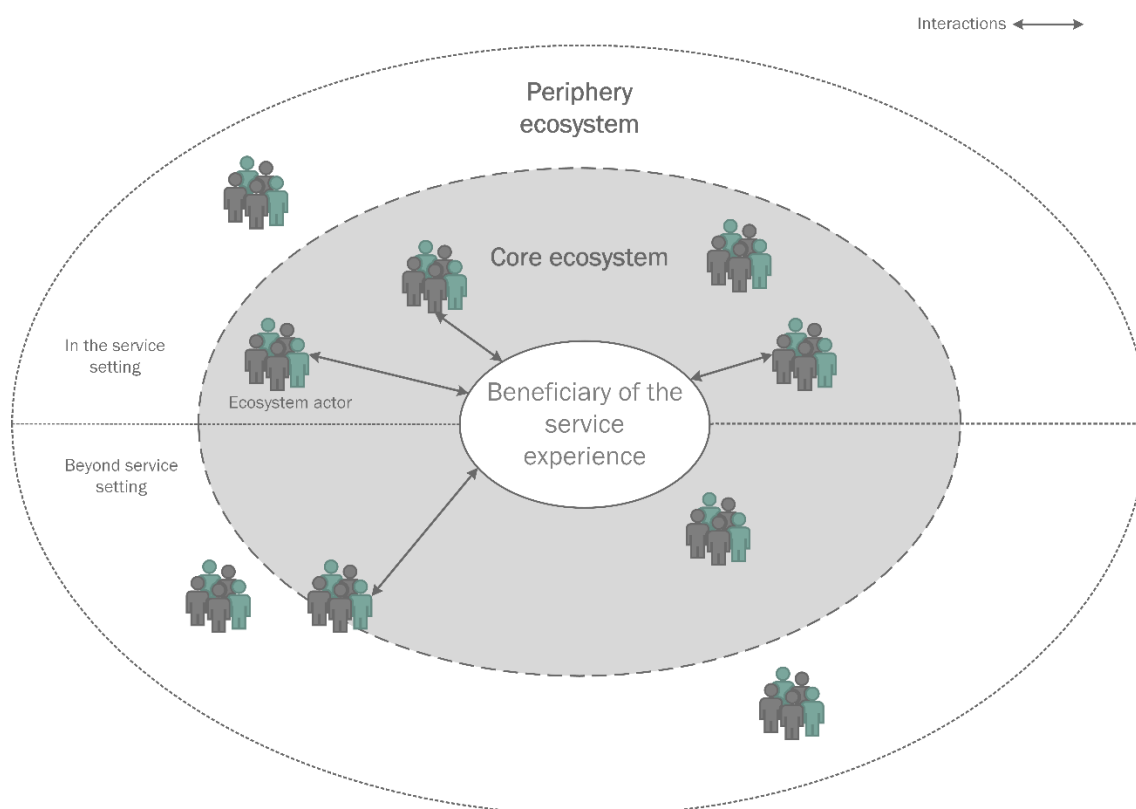 Interactions
Periphery
ecosystem
Core ecosystem
In the service
setting
Ecosystem actor
Beneficiary of the
service
experience
Beyond service
setting